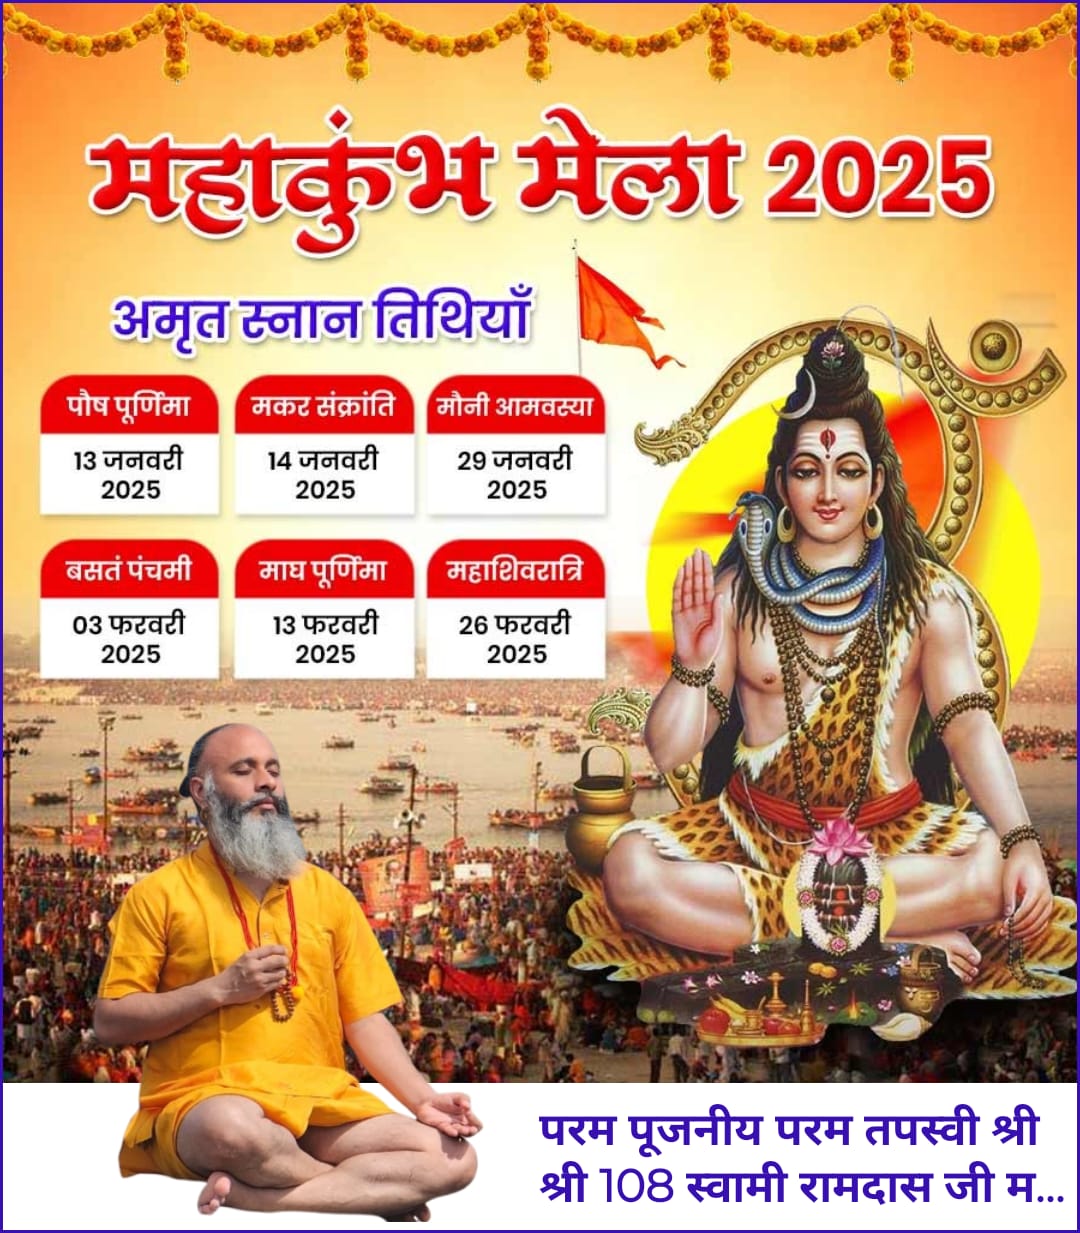 महाकुंभ मेला 2025
अमृत स्नान तिथियाँ
पौष पूर्णिमा
13 जनवरी
2025
मकर संक्रांति
14 जनवरी
2025
मौनी आमवस्या
29 जनवरी
2025
बसतं पंचमी
03 फरवरी
2025
माघ पूर्णिमा
13 फरवरी
2025
महाशिवरात्रि
26 फरवरी
2025
परम पूजनीय परम तपस्वी श्री
श्री 108 स्वामी रामदास जी म...